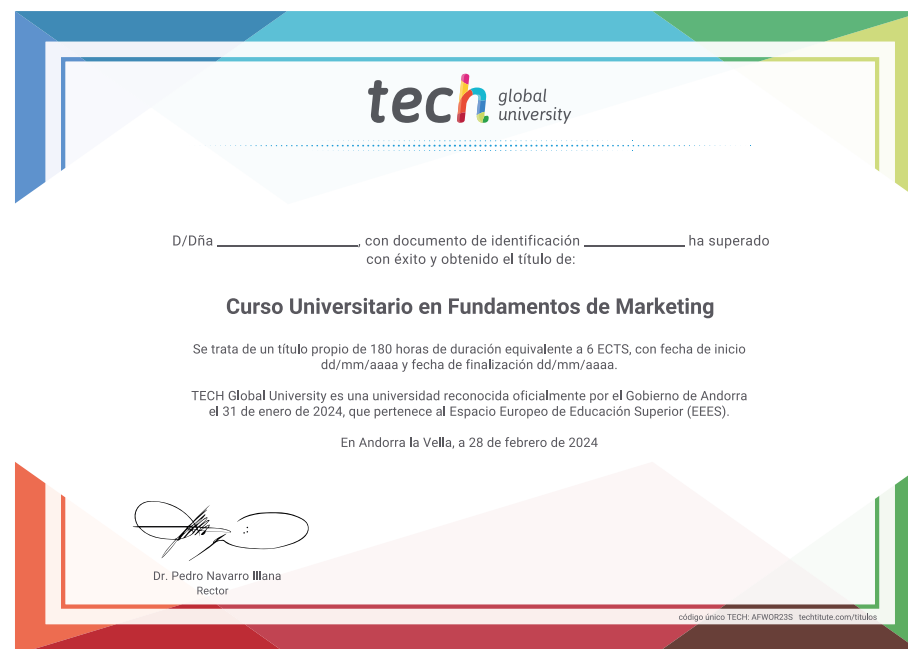 tech global university
D/Dña ____________________, con documento de identificación ______________ ha superado
con éxito y obtenido el título de:
Curso Universitario en Fundamentos de Marketing
Se trata de un título propio de 180 horas de duración equivalente a 6 ECTS, con fecha de inicio
dd/mm/aaaa y fecha de finalización dd/mm/aaaa.
TECH Global University es una universidad reconocida oficialmente por el Gobierno de Andorra
el 31 de enero de 2024, que pertenece al Espacio Europeo de Educación Superior (EEES).
En Andorra la Vella, a 28 de febrero de 2024
Dr. Pedro Navarro Illana
Rector
código único TECH: AFWOR23S techtitute.com/titulos